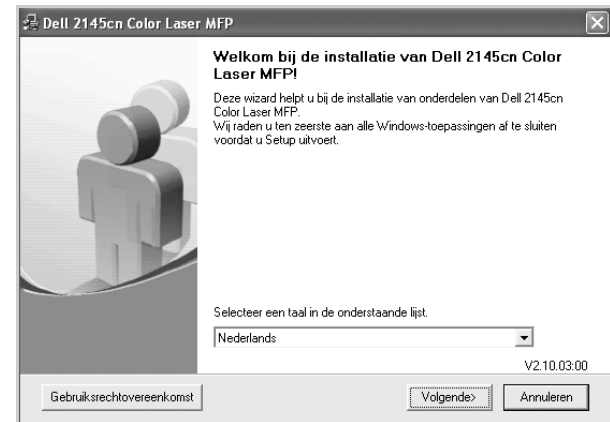 Dell 2145cn Color Laser MFP
Welkom bij de installatie van Dell 2145cn Color
Laser MFP!
Deze wizard helpt u bij de installatie van onderdelen van Dell 2145cn
Color Laser MFP.
Wij raden u ten zeerste aan alle Windows-toepassingen af te sluiten
voordat u Setup uitvoert.
Selecteer een taal in de onderstaande lijst.
Nederlands
V2.10.03:00
Gebruiksrechtovereenkomst
Volgende>
Annuleren